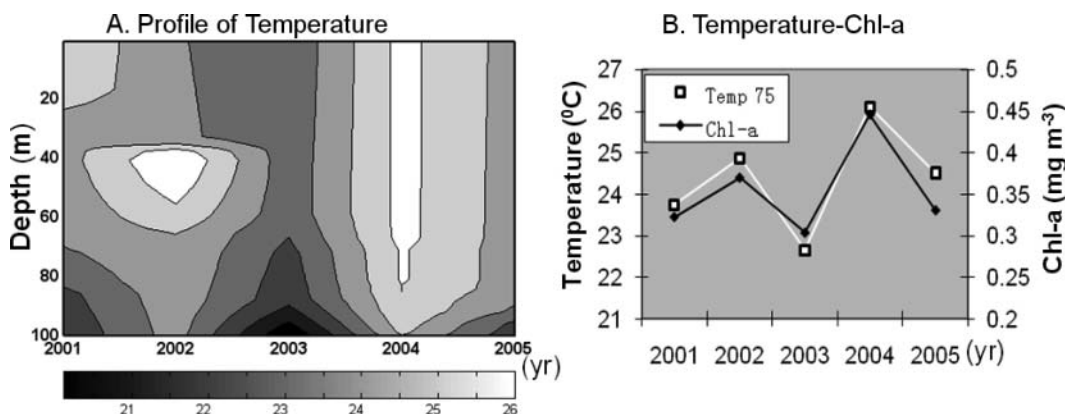 A. Profile of Temperature
Depth (m)
20
40
60
80
100
2001 2002 2003 2004 2005
(yr)
21 22 23 24 25 26
B. Temperature-Chl-a
Temperature (⁰C)
27
26
25
24
23
22
21
Temp 75
Chl-a
0.5
0.45
0.4
0.35
0.3
0.25
0.2
Chl-a (mg m⁻³)
2001 2002 2003 2004 2005 (yr)